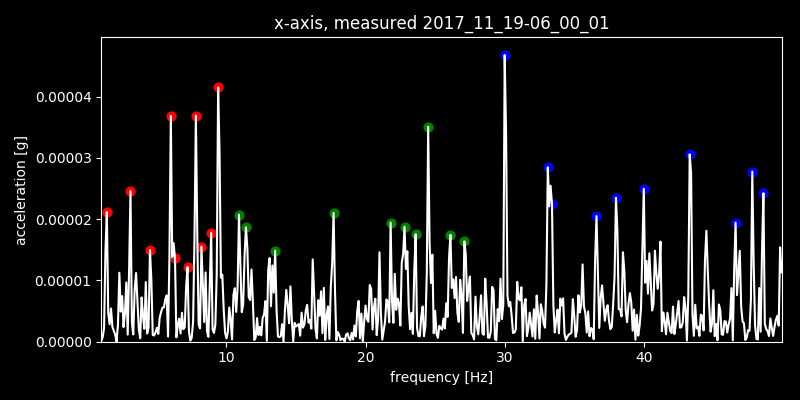 x-axis, measured 2017_11_19-06_00_01
acceleration [g]
0.00004
0.00003
0.00002
0.00001
0.00000
10 20 30 40
frequency [Hz]